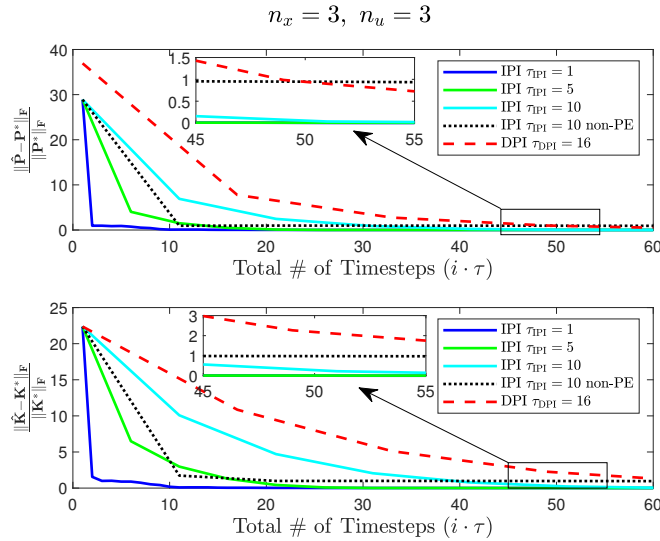 n_x = 3, n_u = 3
‖P̂−P*‖_F / ‖P*‖_F
40
30
20
10
0
1.5
1
0.5
0
45
50
55
IPI τ_IPI = 1
IPI τ_IPI = 5
IPI τ_IPI = 10
IPI τ_IPI = 10 non-PE
DPI τ_DPI = 16
0
10
20
30
40
50
60
Total # of Timesteps (i · τ)
‖K̂−K*‖_F / ‖K*‖_F
25
20
15
10
5
0
3
2
1
0
45
50
55
IPI τ_IPI = 1
IPI τ_IPI = 5
IPI τ_IPI = 10
IPI τ_IPI = 10 non-PE
DPI τ_DPI = 16
0
10
20
30
40
50
60
Total # of Timesteps (i · τ)